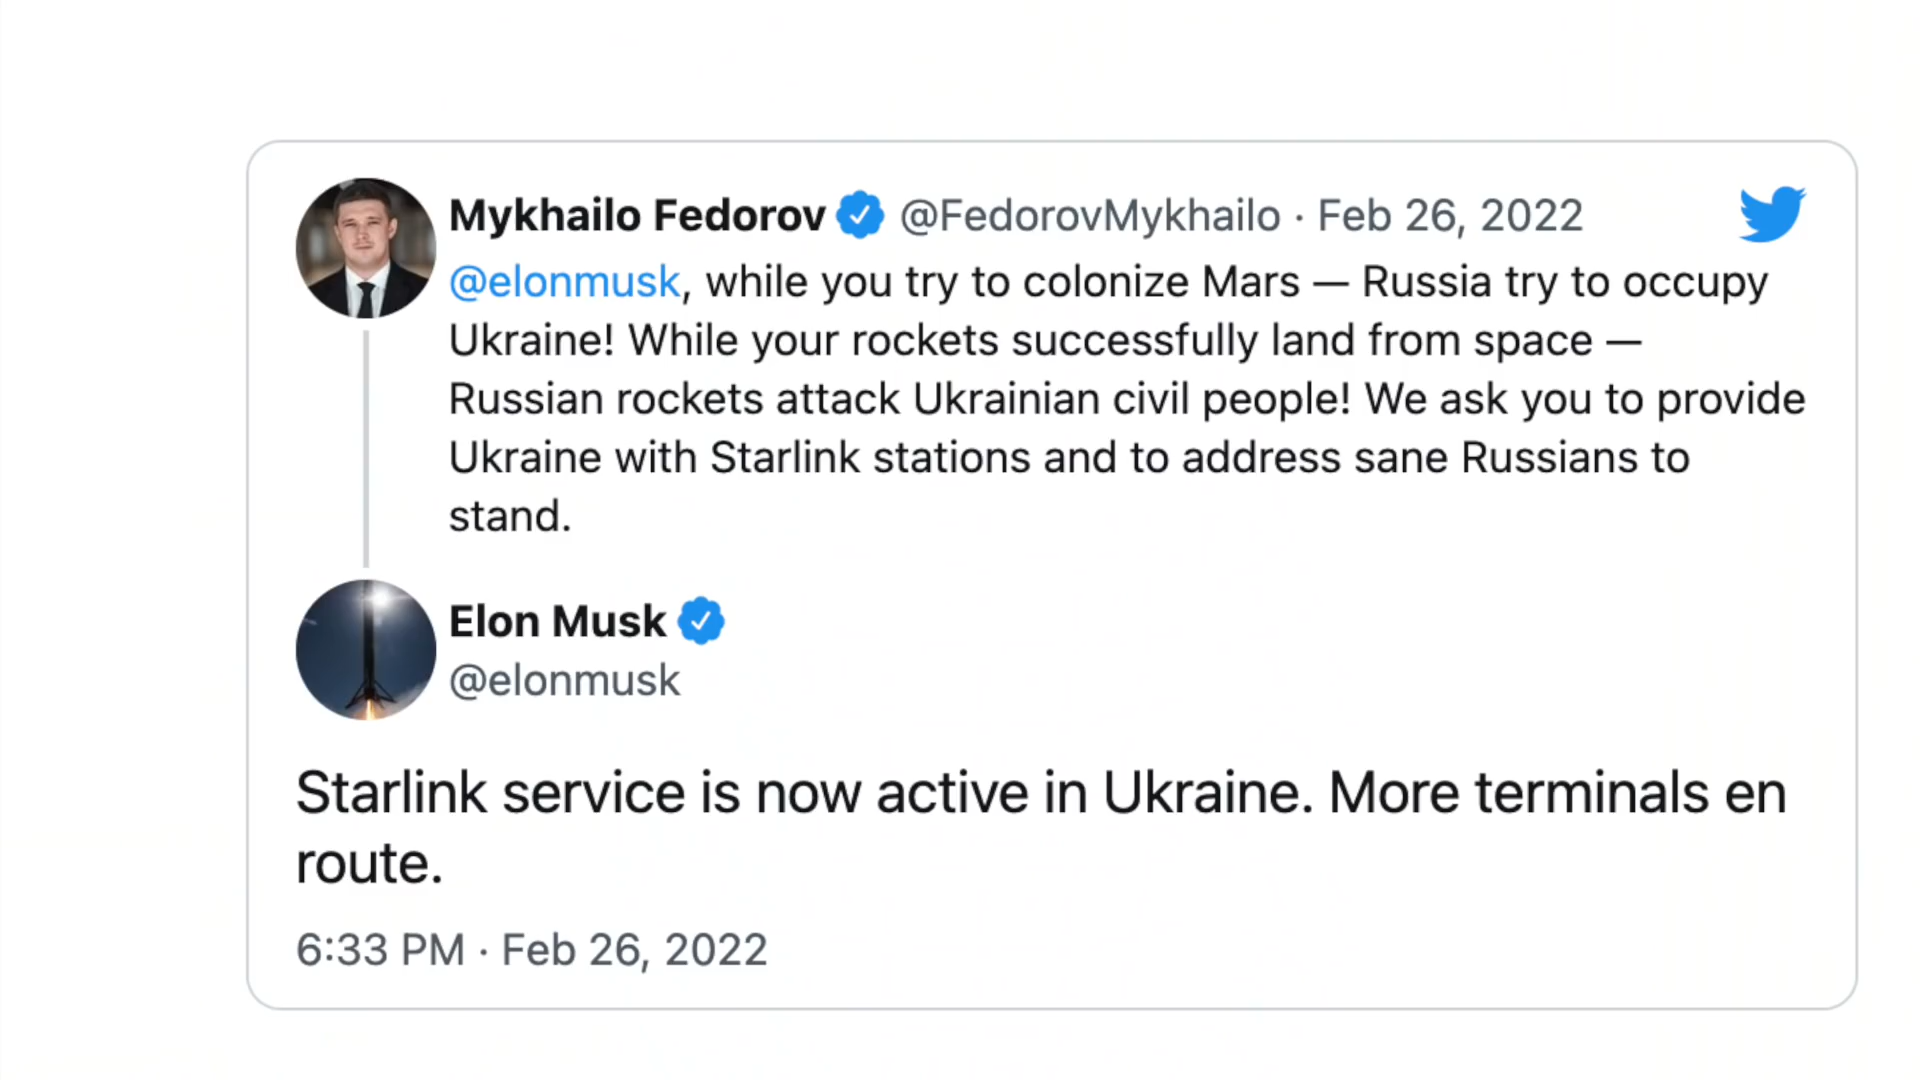 Mykhailo Fedorov @FedorovMykhailo · Feb 26, 2022
@elonmusk, while you try to colonize Mars — Russia try to occupy
Ukraine! While your rockets successfully land from space —
Russian rockets attack Ukrainian civil people! We ask you to provide
Ukraine with Starlink stations and to address sane Russians to
stand.
Elon Musk
@elonmusk
Starlink service is now active in Ukraine. More terminals en
route.
6:33 PM · Feb 26, 2022